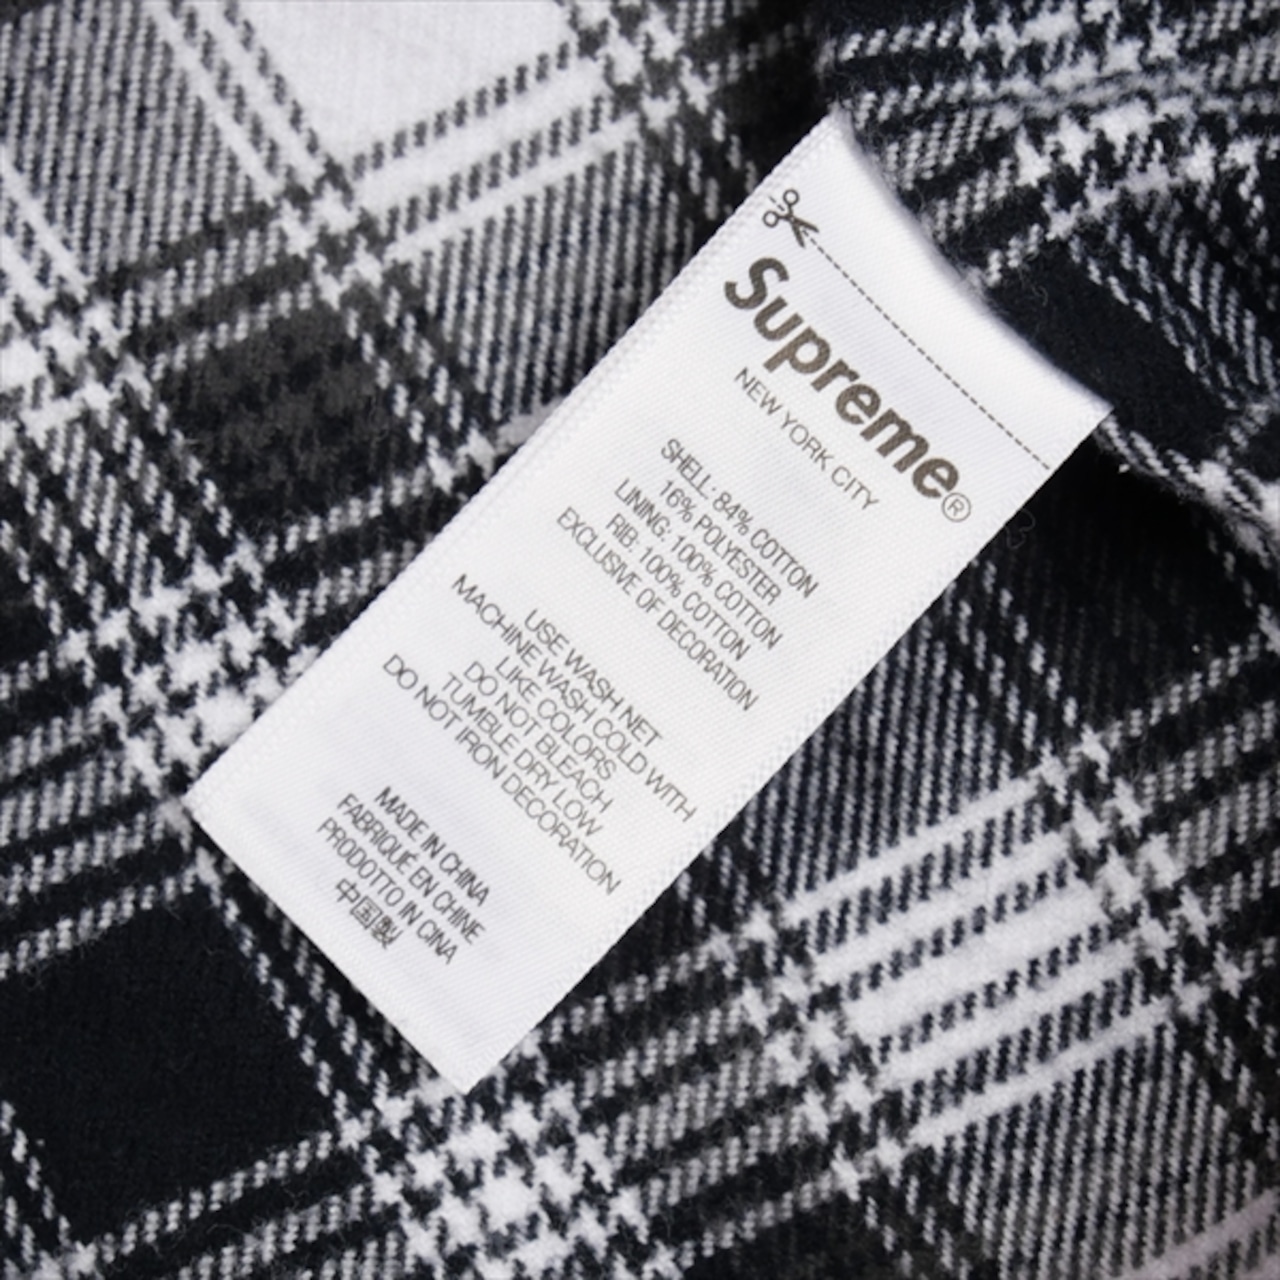 Supreme®
NEW YORK CITY
SHELL: 84% COTTON
16% POLYESTER
LINING: 100% COTTON
RIB: 100% COTTON
EXCLUSIVE OF DECORATION
USE WASH NET
MACHINE WASH COLD WITH
LIKE COLORS
DO NOT BLEACH
TUMBLE DRY LOW
DO NOT IRON DECORATION
MADE IN CHINA
FABRIQUÉ EN CHINE
PRODOTTO IN CINA
中国製